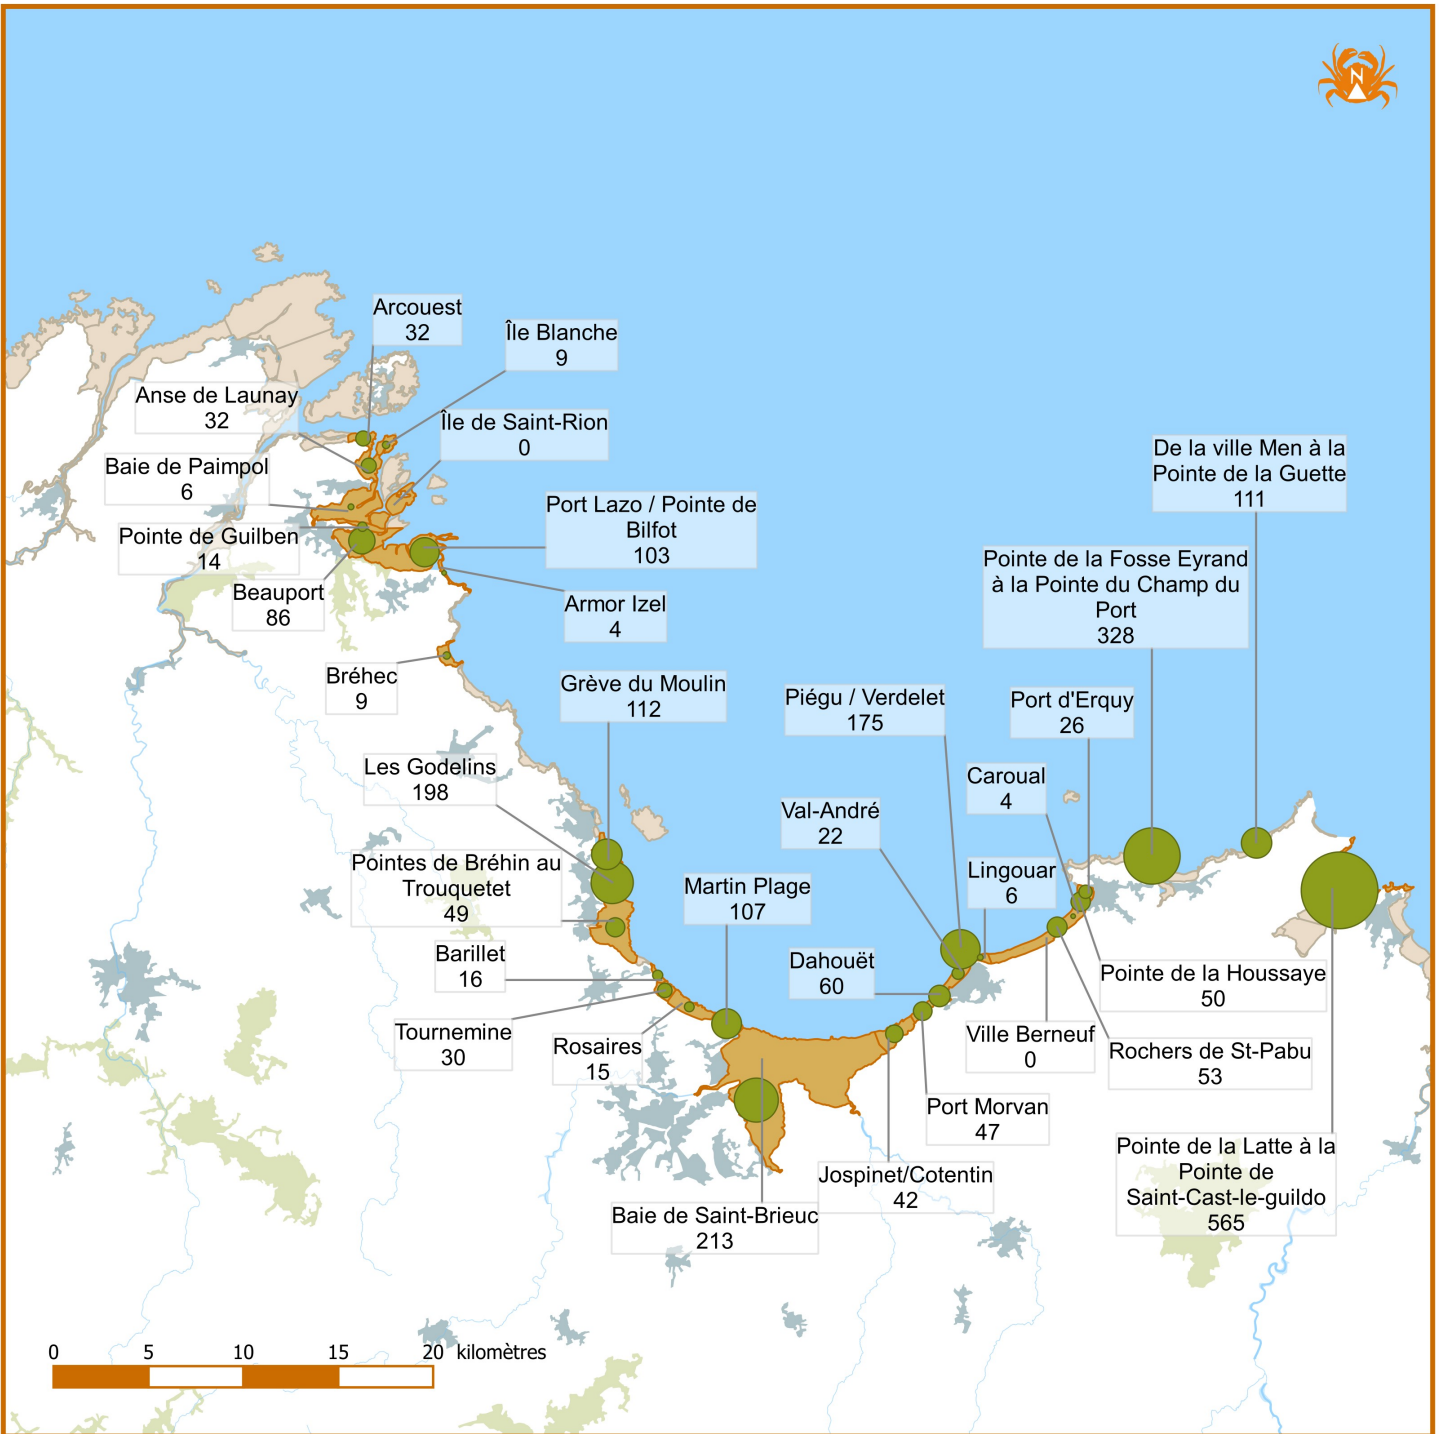 N
Arcouest
32
Île Blanche
9
Anse de Launay
32
Île de Saint-Rion
0
Baie de Paimpol
6
De la ville Men à la
Pointe de la Guette
111
Port Lazo / Pointe de
Bilfot
103
Pointe de Guilben
14
Pointe de la Fosse Eyrand
à la Pointe du Champ du
Port
328
Beauport
86
Armor Izel
4
Bréhec
9
Grève du Moulin
112
Piégu / Verdelet
175
Port d'Erquy
26
Les Godelins
198
Caroual
4
Val-André
22
Pointes de Bréhin au
Trouquetet
49
Lingouar
6
Martin Plage
107
Barillet
16
Dahouët
60
Pointe de la Houssaye
50
Tournemine
30
Rosaires
15
Ville Berneuf
0
Rochers de St-Pabu
53
Port Morvan
47
Pointe de la Latte à la
Pointe de
Saint-Cast-le-guildo
565
Jospinet/Cotentin
42
Baie de Saint-Brieuc
213
0 5 10 15 20 kilomètres